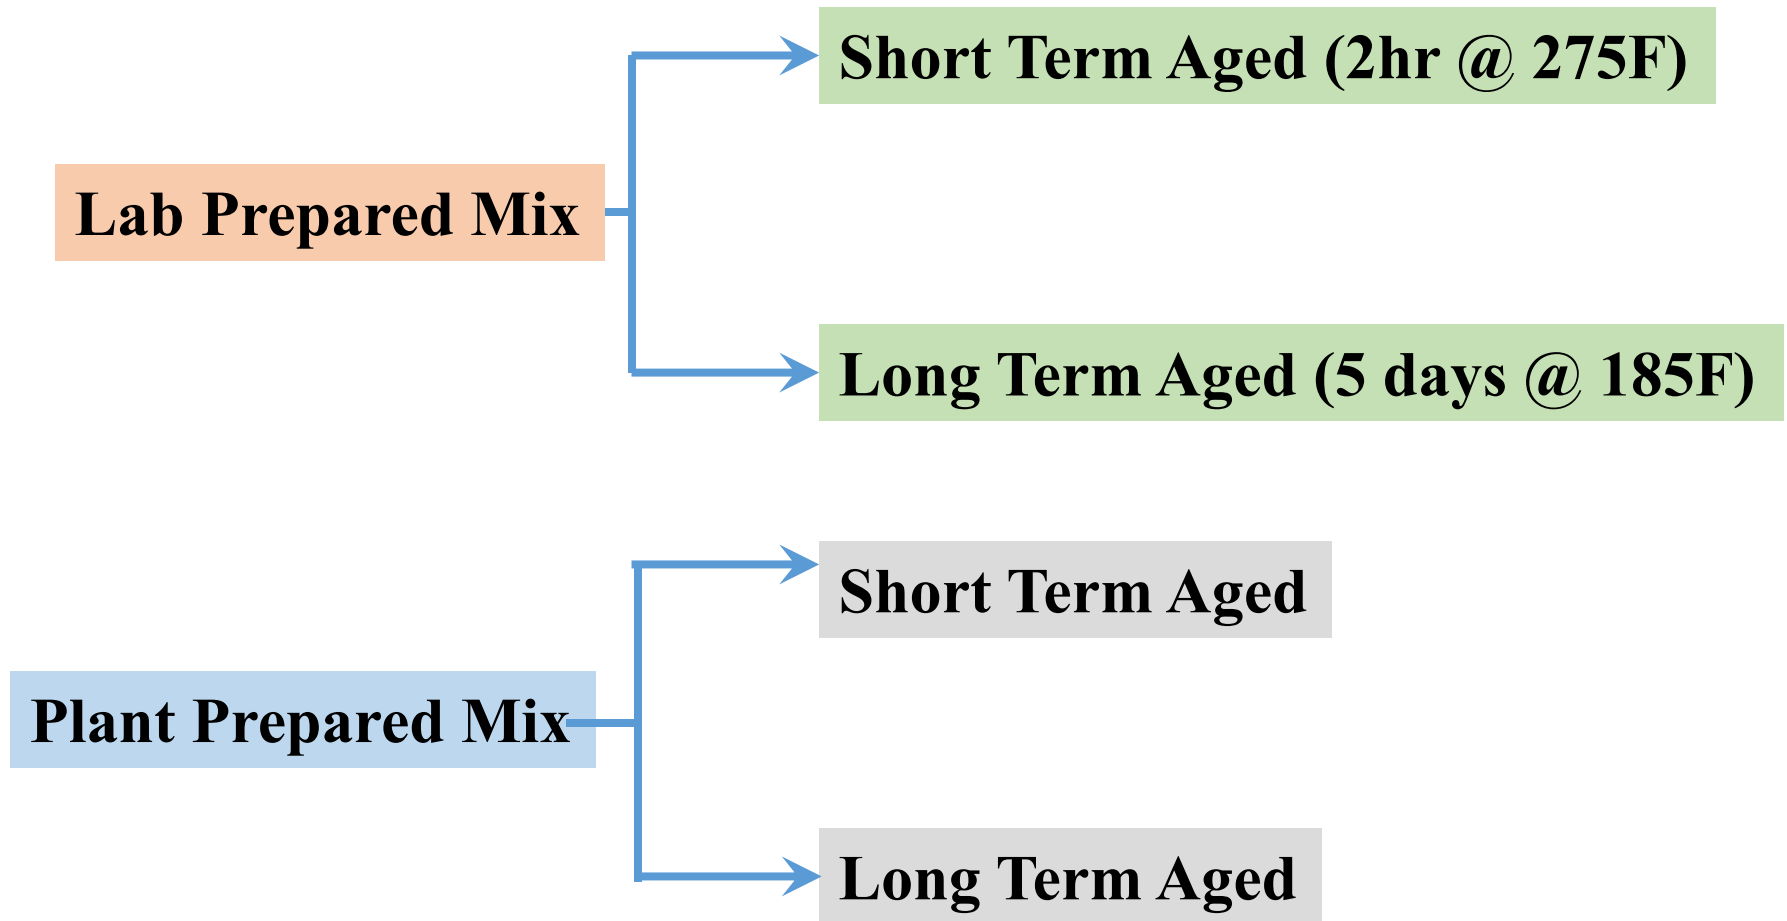 Short Term Aged (2hr @ 275F)
Lab Prepared Mix
Long Term Aged (5 days @ 185F)
Short Term Aged
Plant Prepared Mix
Long Term Aged